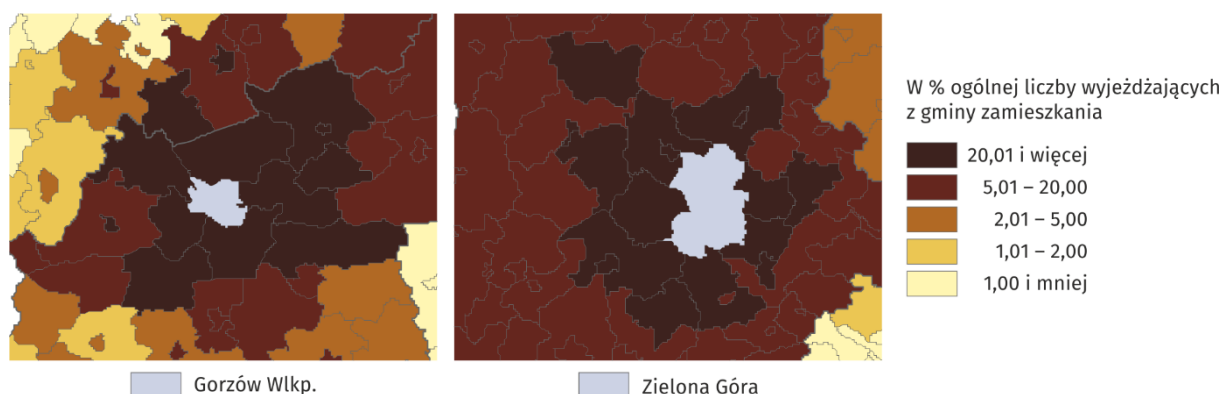 W % ogólnej liczby wyjeżdżających
z gminy zamieszkania
20,01 i więcej
5,01 – 20,00
2,01 – 5,00
1,01 – 2,00
1,00 i mniej
Gorzów Wlkp.
Zielona Góra